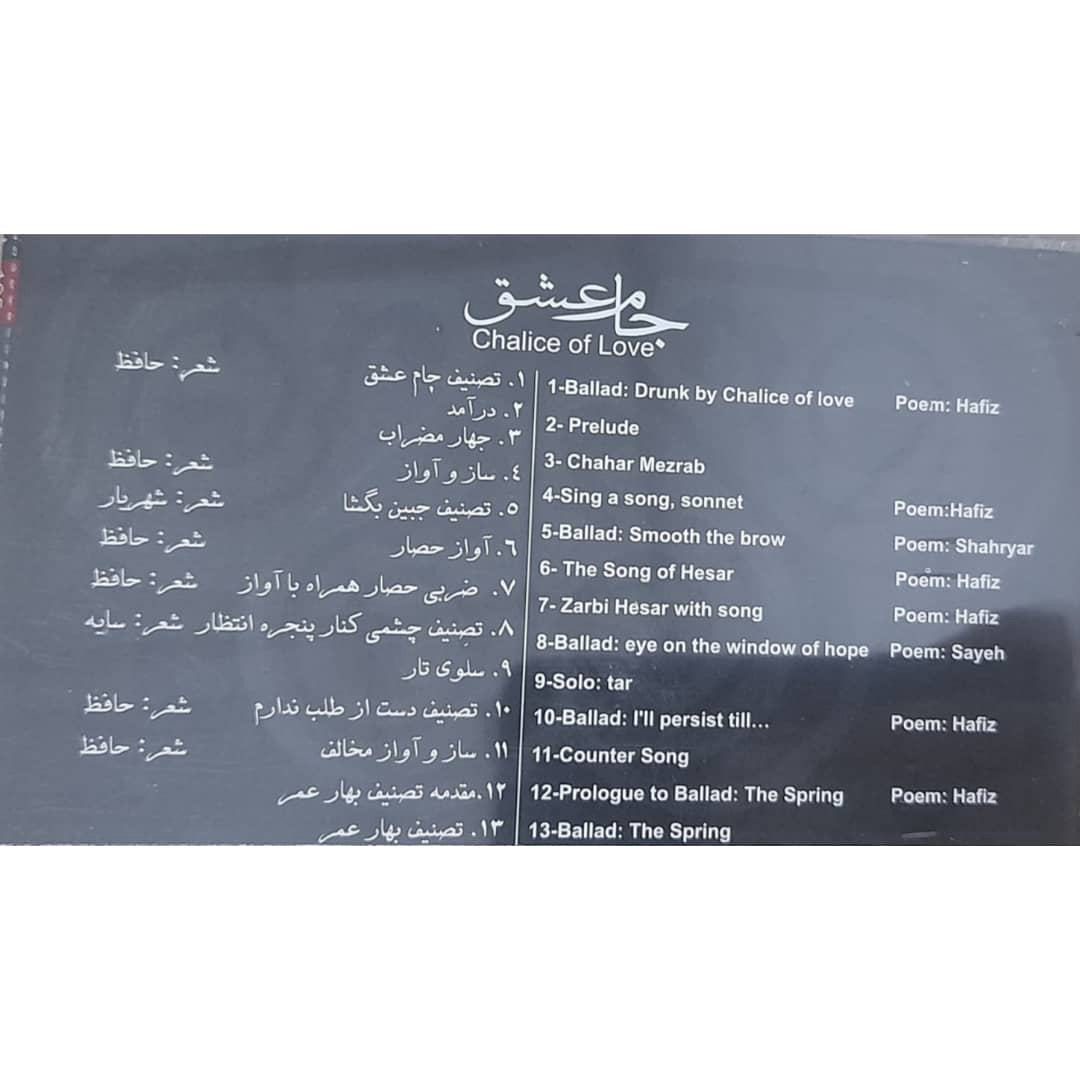 جام عشق
Chalice of Love
۱. تصنیف جام عشق شعر: حافظ
۲. درآمد
۳. چهار مضراب
۴. ساز و آواز شعر: حافظ
۵. تصنیف جبین بگشا شعر: شهریار
۶. آواز حصار شعر: حافظ
۷. ضربی حصار همراه با آواز شعر: حافظ
۸. تصنیف چشمی کنار پنجره انتظار شعر: سایه
۹. سلوی تار
۱۰. تصنیف دست از طلب ندارم شعر: حافظ
۱۱. ساز و آواز مخالف شعر: حافظ
۱۲.مقدمه تصنیف بهار عمر
۱۳. تصنیف بهار عمر
1-Ballad: Drunk by Chalice of love Poem: Hafiz
2- Prelude
3- Chahar Mezrab
4-Sing a song, sonnet Poem:Hafiz
5-Ballad: Smooth the brow Poem: Shahryar
6- The Song of Hesar Poem: Hafiz
7- Zarbi Hesar with song Poem: Hafiz
8-Ballad: eye on the window of hope Poem: Sayeh
9-Solo: tar
10-Ballad: I'll persist till... Poem: Hafiz
11-Counter Song
12-Prologue to Ballad: The Spring Poem: Hafiz
13-Ballad: The Spring